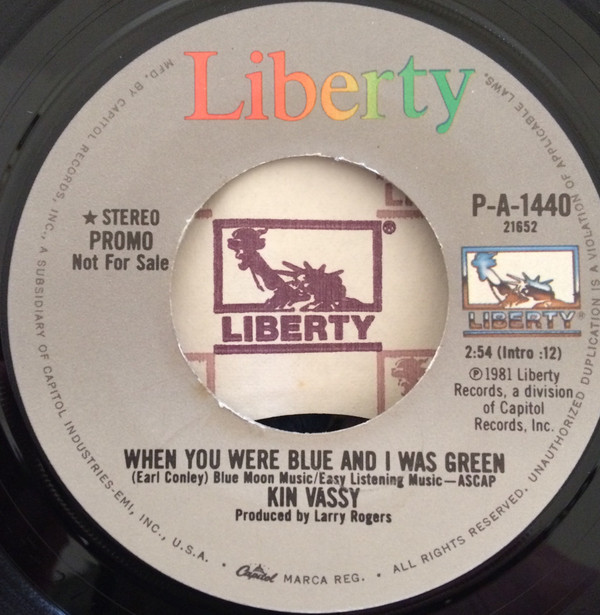 Liberty
★ STEREO
PROMO
Not For Sale
P-A-1440
21652
LIBERTY®
LIBERTY®
2:54 (Intro :12)
℗ 1981 Liberty
Records, a division
of Capitol
Records, Inc.
WHEN YOU WERE BLUE AND I WAS GREEN
(Earl Conley) Blue Moon Music/Easy Listening Music—ASCAP
KIN VASSY
Produced by Larry Rogers
MFD. BY CAPITOL RECORDS, INC., A SUBSIDIARY OF CAPITOL INDUSTRIES-EMI, INC., U.S.A. • Capitol MARCA REG. • ALL RIGHTS RESERVED. UNAUTHORIZED DUPLICATION IS A VIOLATION OF APPLICABLE LAWS.